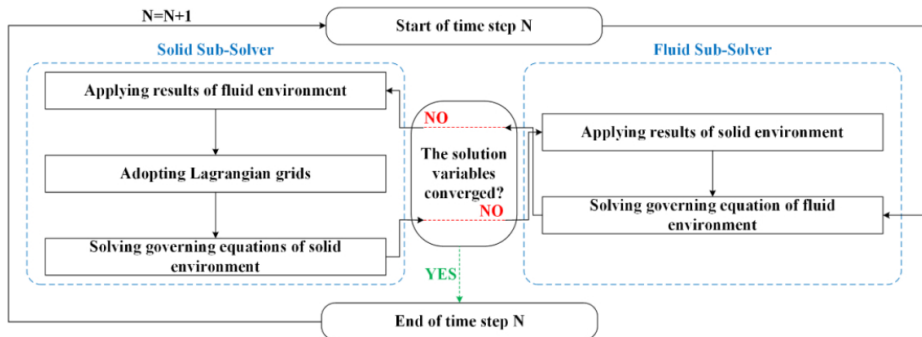 N=N+1
Start of time step N
Solid Sub-Solver
Fluid Sub-Solver
Applying results of fluid environment
NO
Applying results of solid environment
The solution
variables
converged?
Adopting Lagrangian grids
NO
Solving governing equation of fluid
environment
Solving governing equations of solid
environment
YES
End of time step N